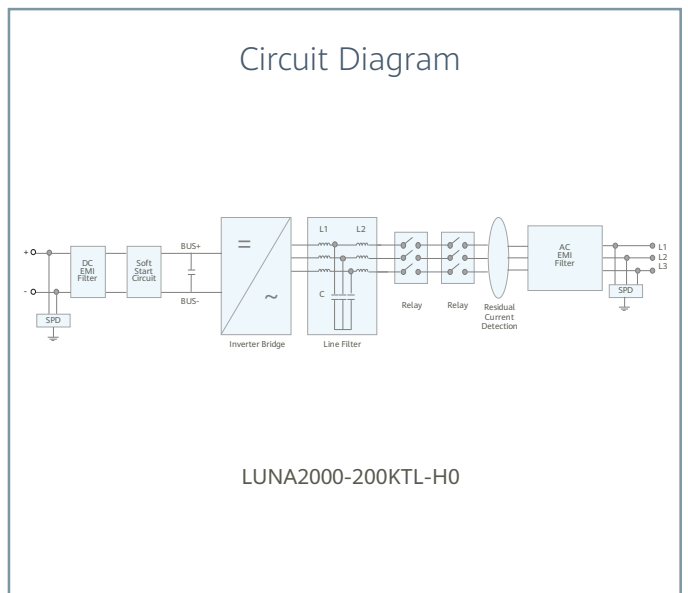 Circuit Diagram
L1 L2
BUS+
= 
+
DC
EMI
Filter
Soft
Start
Circuit
AC
EMI
Filter
L1
L2
L3
-
C
~
SPD
BUS-
SPD
Relay
Relay
Residual
Current
Detection
SPD
Inverter Bridge
Line Filter
LUNA2000-200KTL-H0